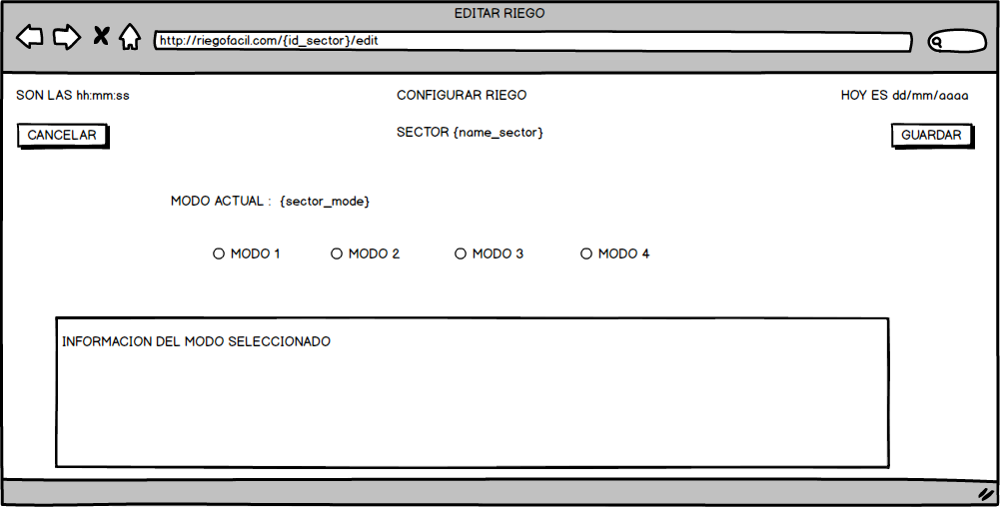 EDITAR RIEGO
http://riegofacil.com/{id_sector}/edit
SON LAS hh:mm:ss
CONFIGURAR RIEGO
HOY ES dd/mm/aaaa
CANCELAR
SECTOR {name_sector}
GUARDAR
MODO ACTUAL : {sector_mode}
MODO 1 MODO 2 MODO 3 MODO 4
INFORMACION DEL MODO SELECCIONADO